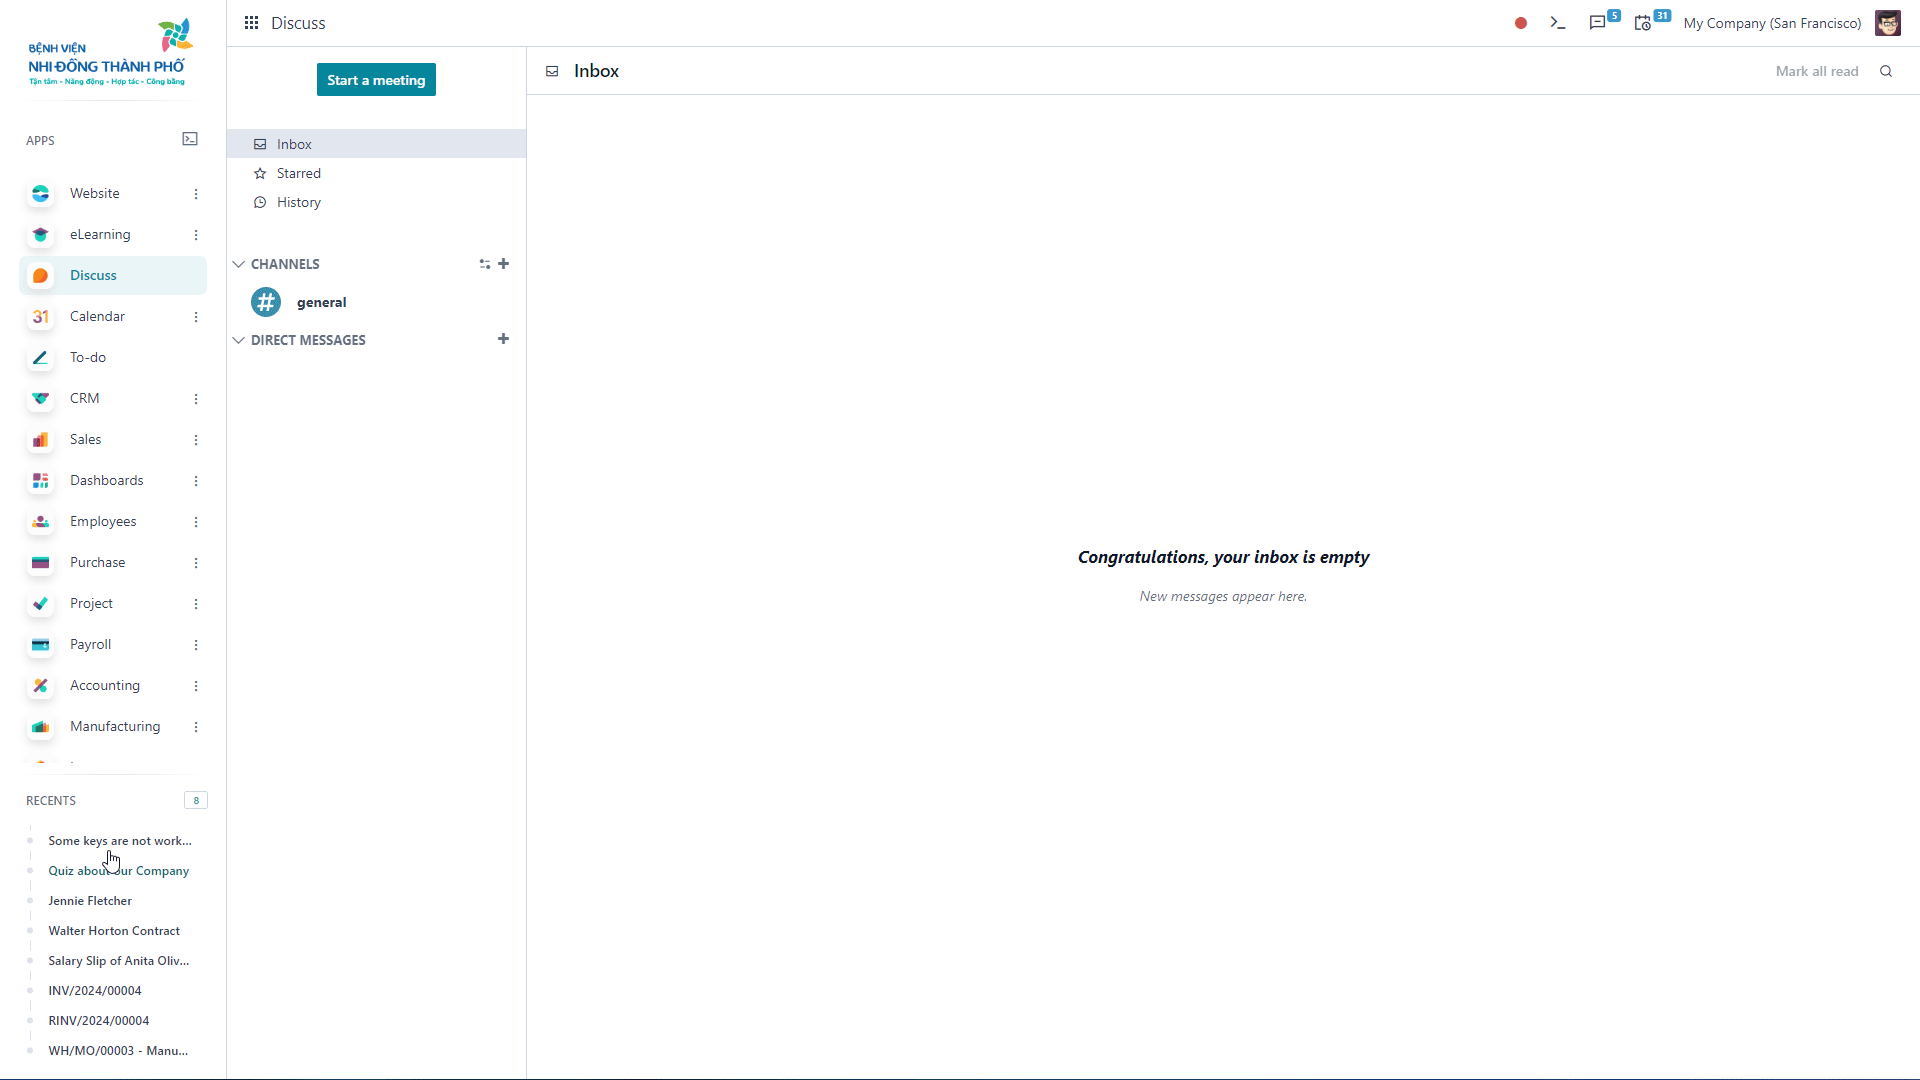 BỆNH VIỆN
NHI ĐỒNG THÀNH PHỐ
Tận tâm - Năng động - Hợp tác - Công bằng
APPS
Website
eLearning
Discuss
31 Calendar
To-do
CRM
Sales
Dashboards
Employees
Purchase
Project
Payroll
Accounting
Manufacturing
RECENTS 8
Some keys are not work...
Quiz about our Company
Jennie Fletcher
Walter Horton Contract
Salary Slip of Anita Oliv...
INV/2024/00004
RINV/2024/00004
WH/MO/00003 - Manu...
Discuss
5 31 My Company (San Francisco)
Start a meeting
Inbox
Starred
History
CHANNELS
# general
DIRECT MESSAGES
Inbox
Mark all read
Congratulations, your inbox is empty
New messages appear here.